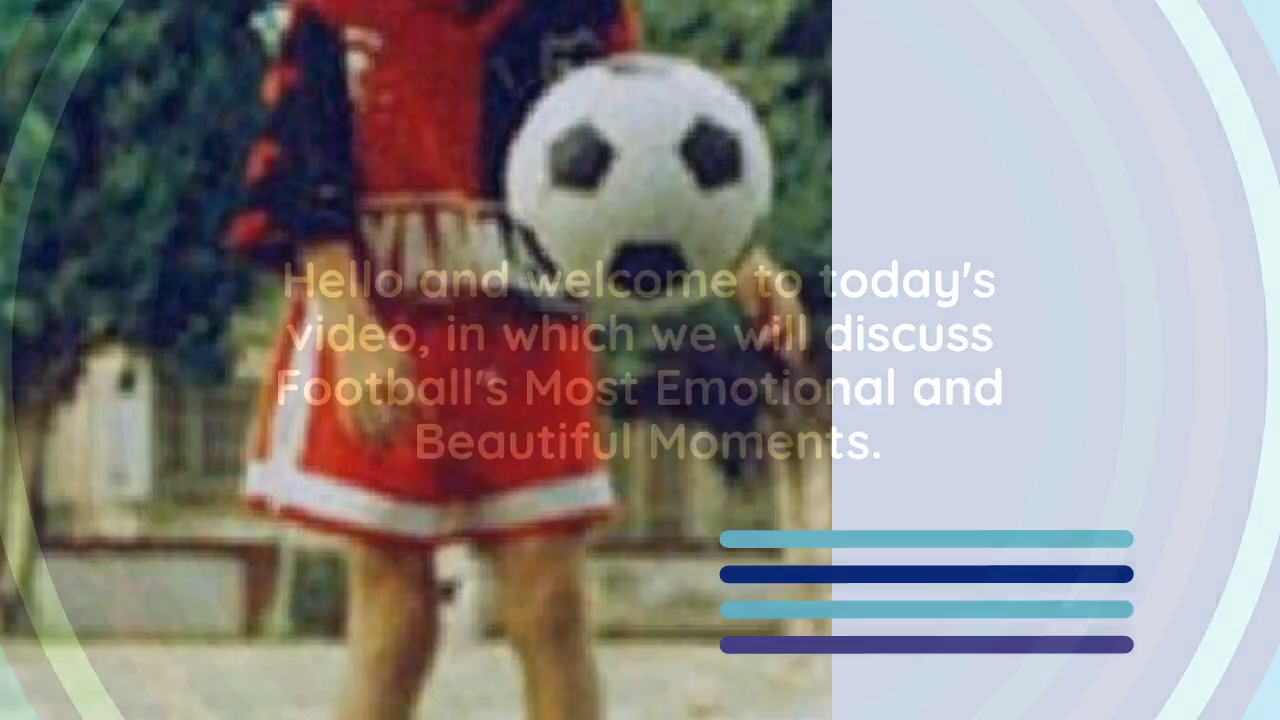 Hello and welcome to today's
video, in which we will discuss
Football's Most Emotional and
Beautiful Moments.